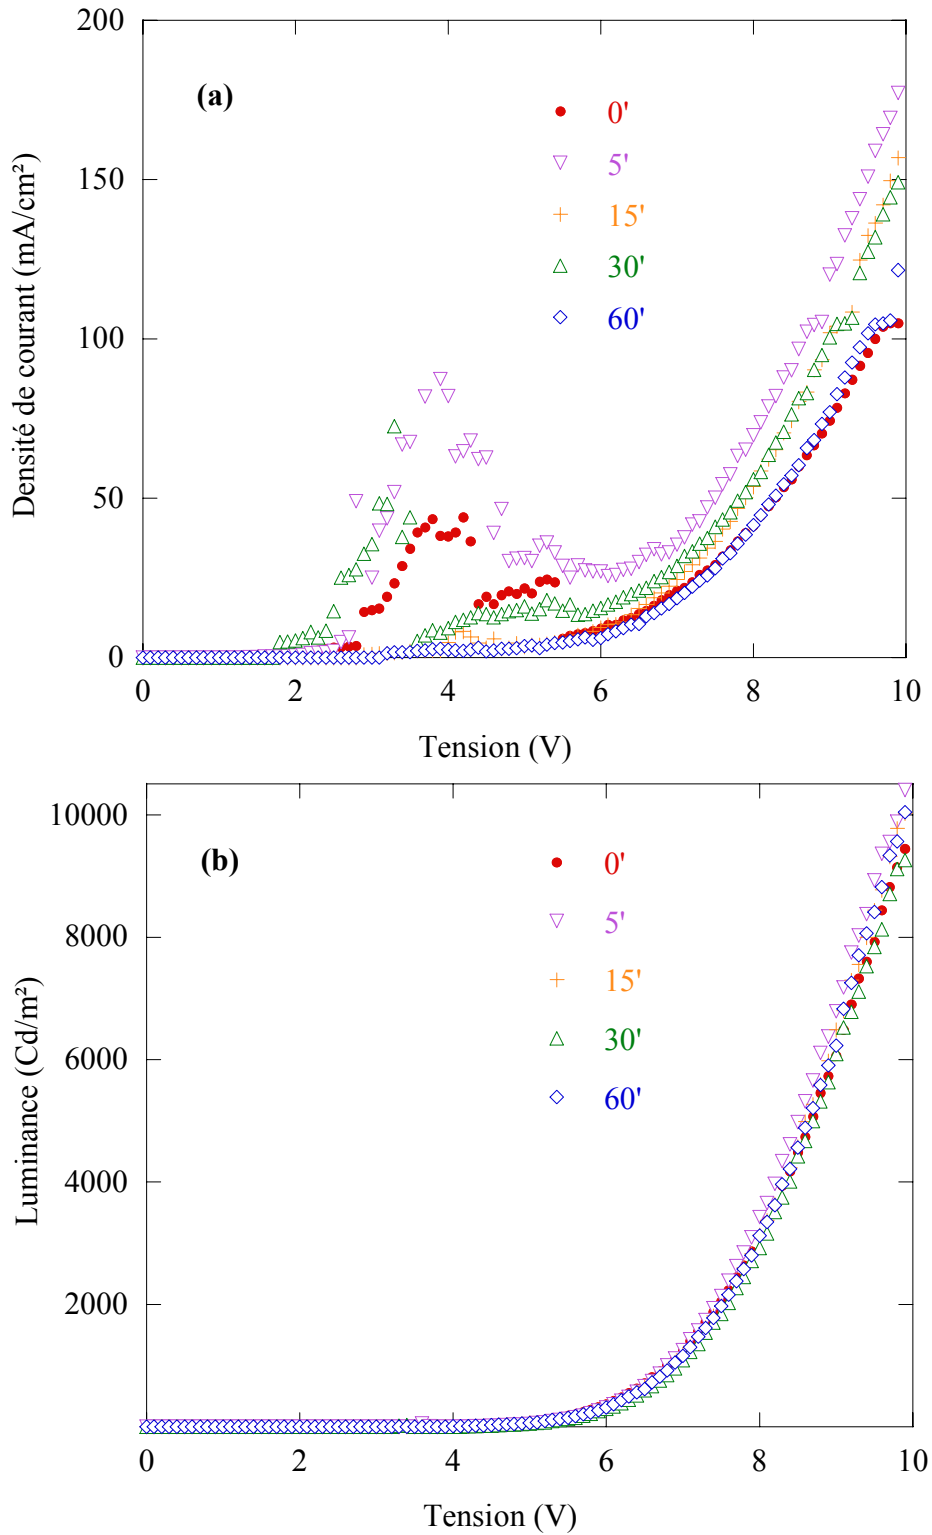 200
(a)
0'
5'
150
15'
30'
60'
100
50
0
0 2 4 6 8 10
Densité de courant (mA/cm²)
Tension (V)
10000
(b)
0'
5'
8000
15'
30'
6000
60'
4000
2000
0 2 4 6 8 10
Luminance (Cd/m²)
Tension (V)